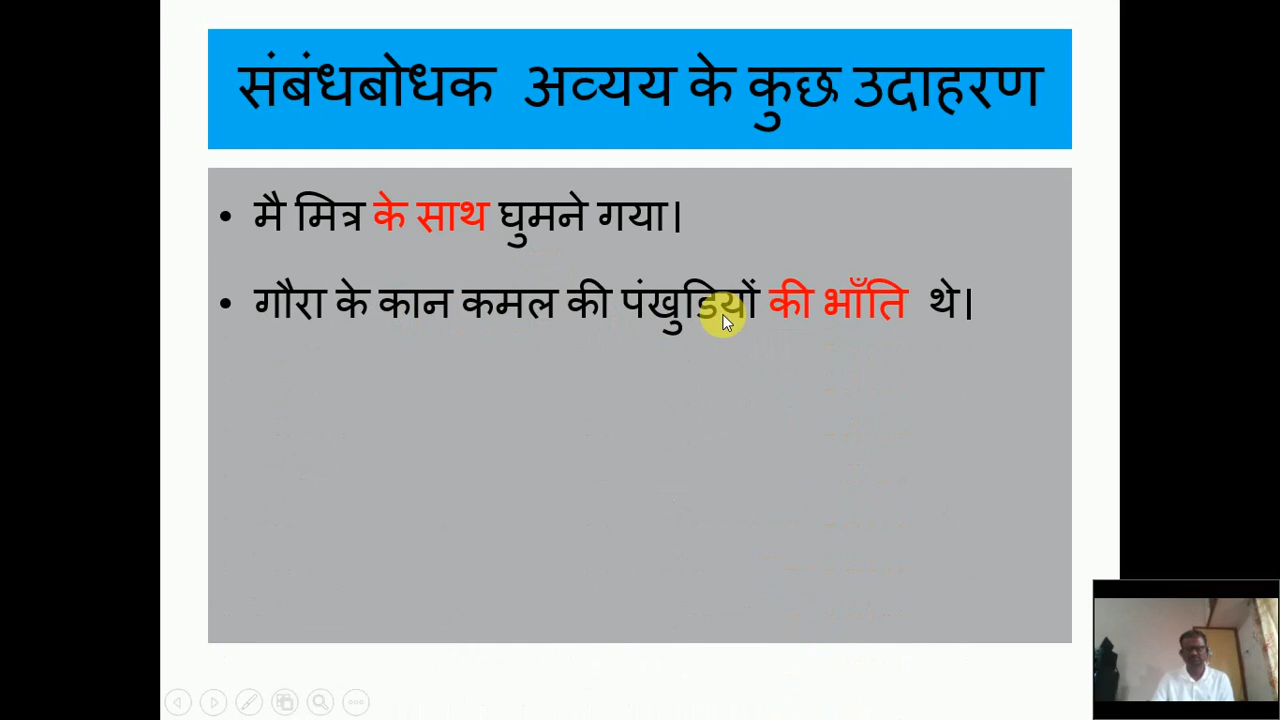 संबंधबोधक अव्यय के कुछ उदाहरण
• मै मित्र के साथ घुमने गया।
• गौरा के कान कमल की पंखुडियों की भाँति थे।